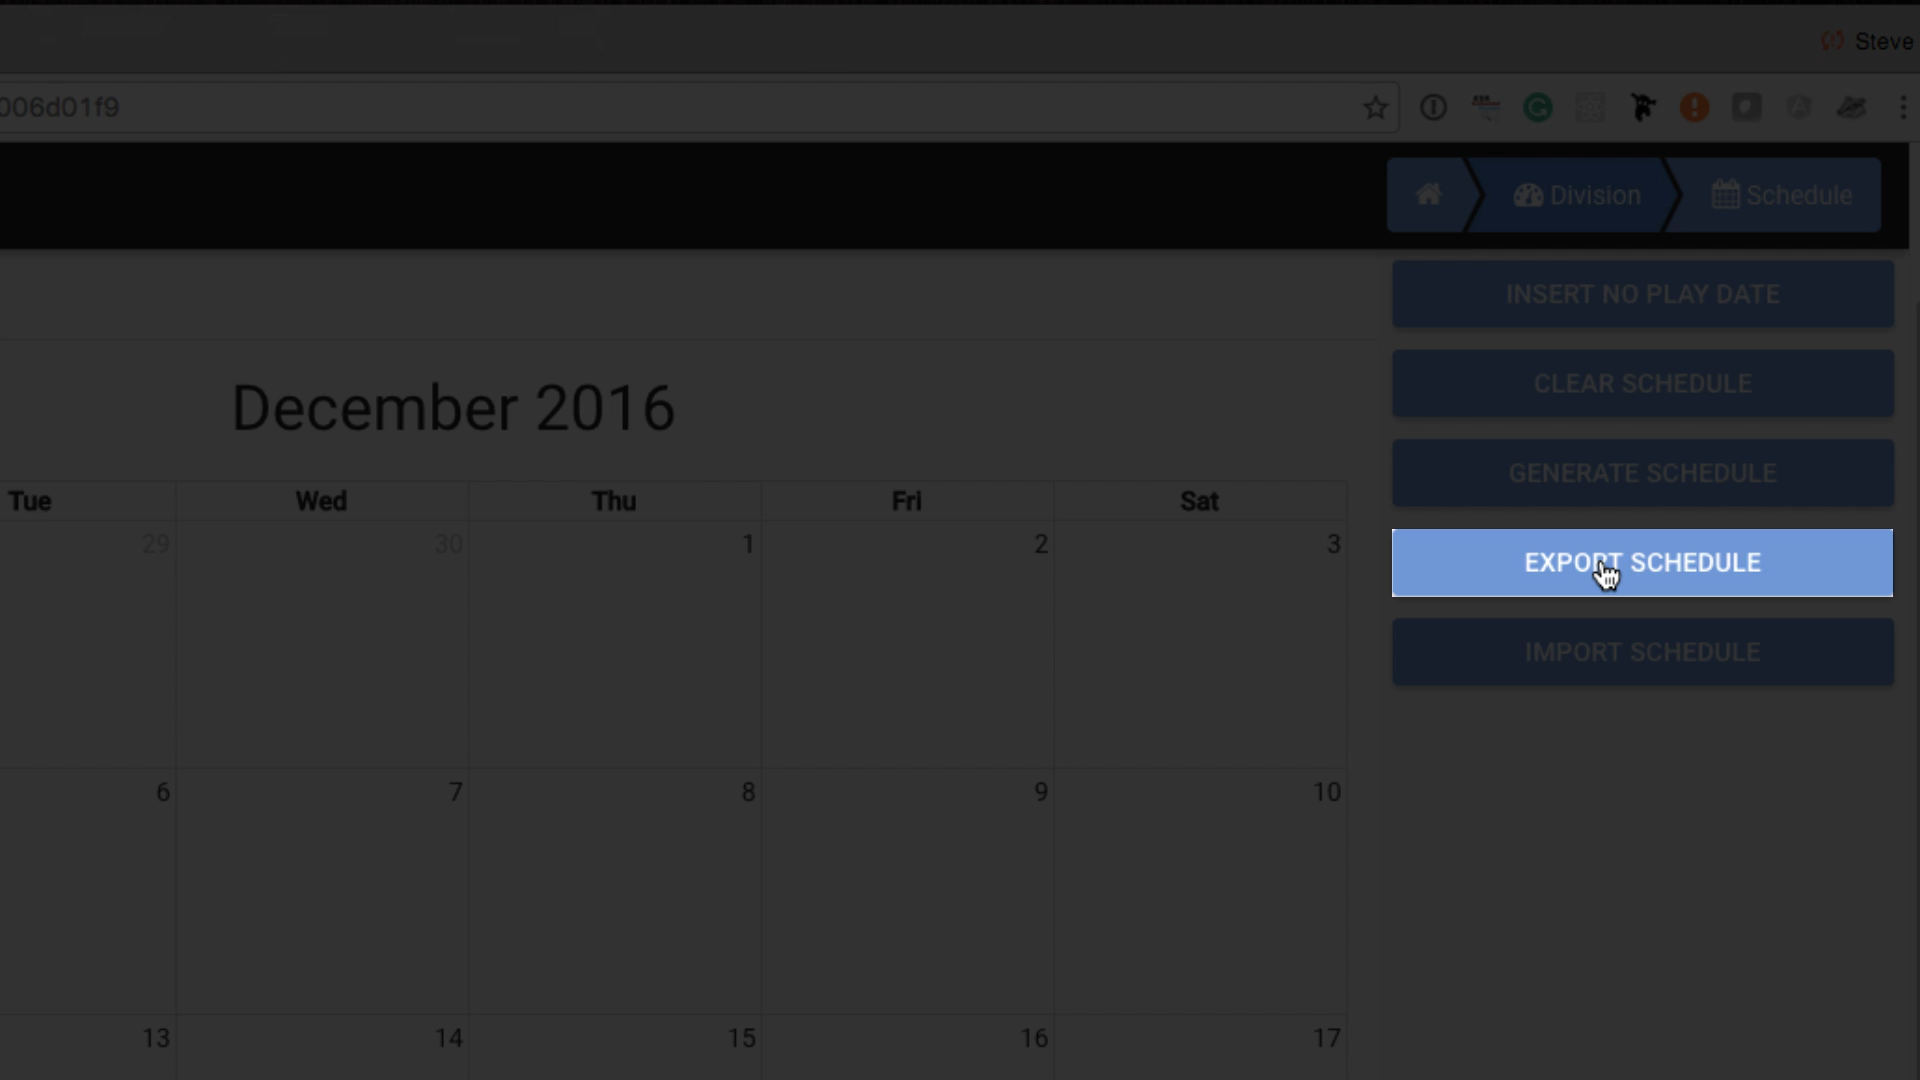 Steve
006d01f9
Division
Schedule
INSERT NO PLAY DATE
CLEAR SCHEDULE
GENERATE SCHEDULE
EXPORT SCHEDULE
IMPORT SCHEDULE
December 2016
Tue Wed Thu Fri Sat
29 30 1 2 3
6 7 8 9 10
13 14 15 16 17